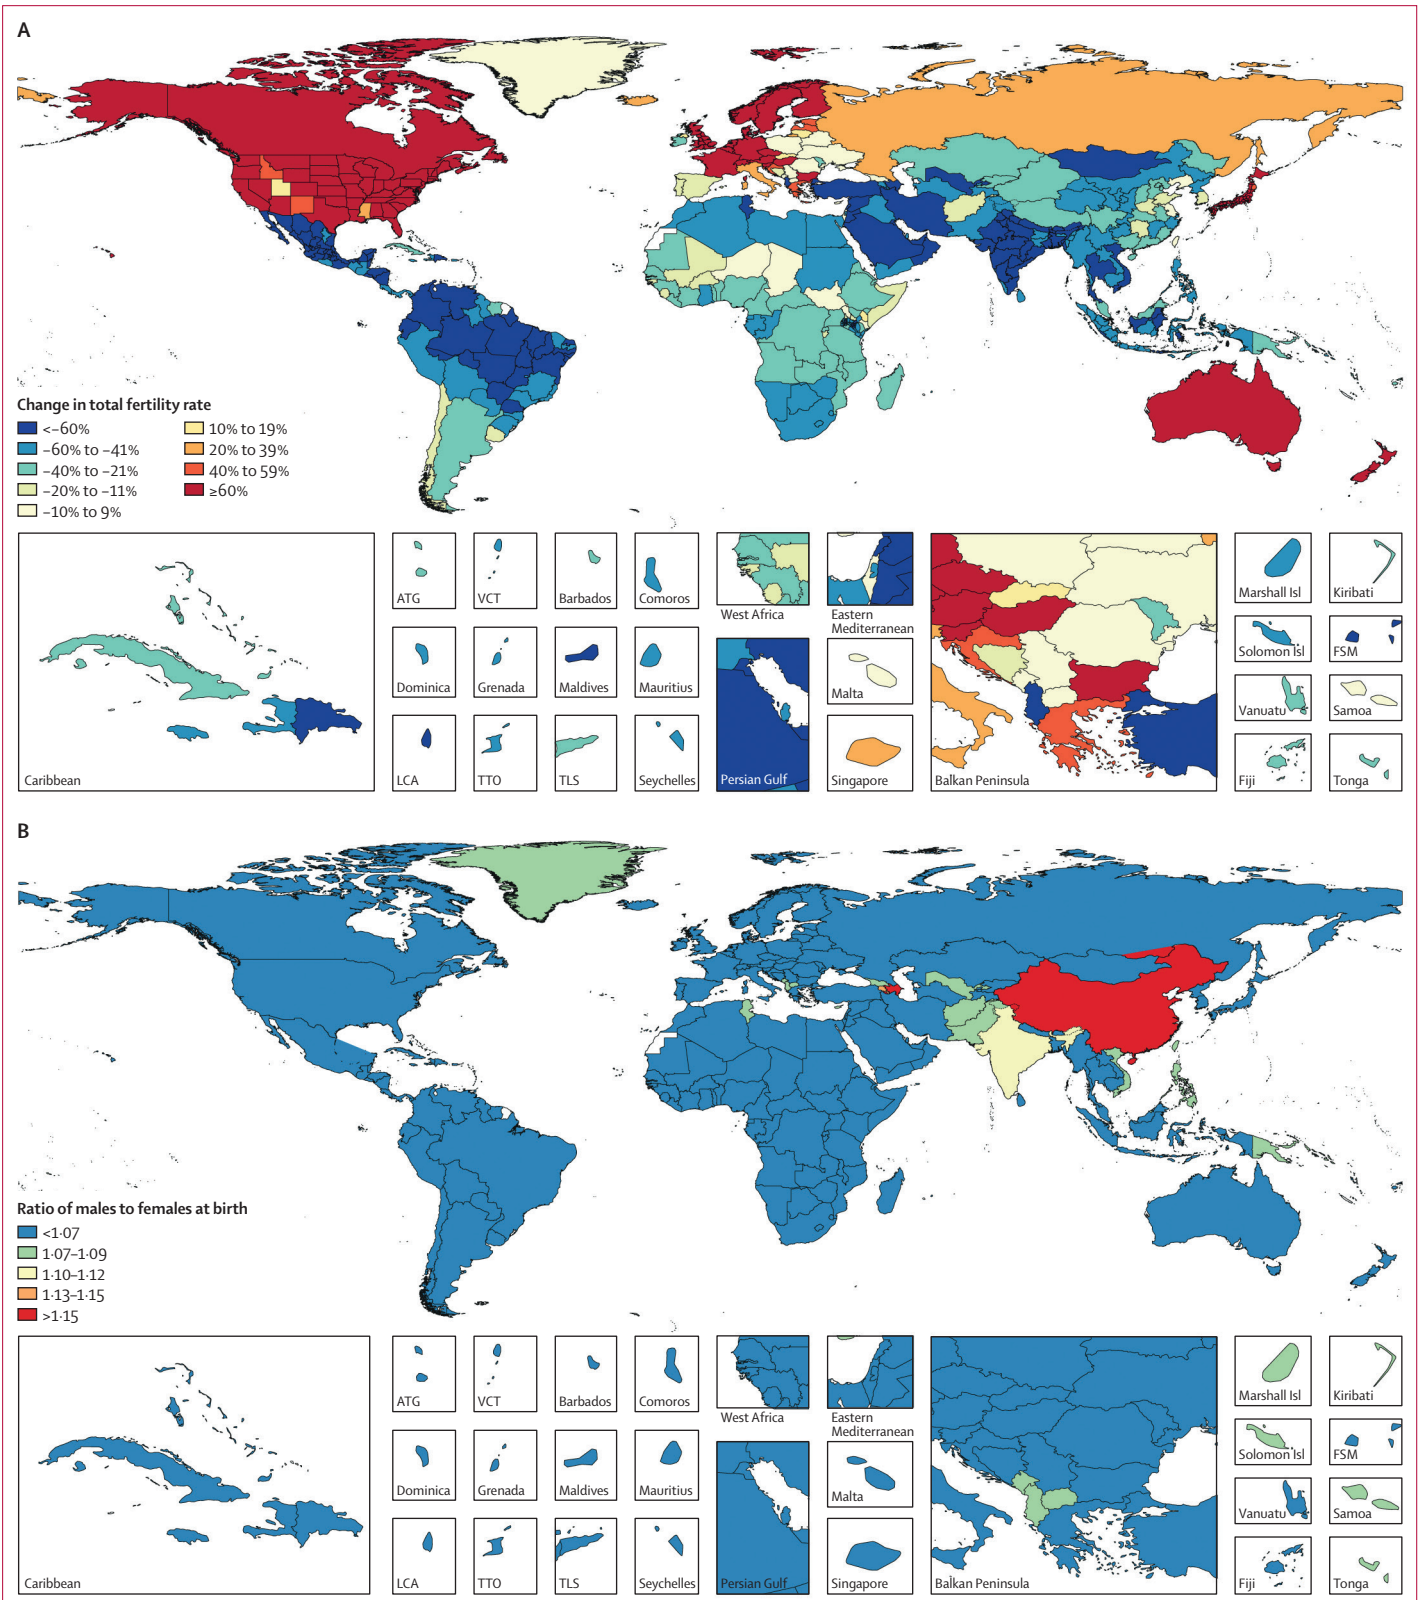 A
Change in total fertility rate
<–60%
–60% to –41%
–40% to –21%
–20% to –11%
–10% to 9%
10% to 19%
20% to 39%
40% to 59%
≥60%
Caribbean
ATG
VCT
Barbados
Comoros
Dominica
Grenada
Maldives
Mauritius
LCA
TTO
TLS
Seychelles
West Africa
Eastern
Mediterranean
Persian Gulf
Malta
Singapore
Balkan Peninsula
Marshall Isl
Kiribati
Solomon Isl
FSM
Vanuatu
Samoa
Fiji
Tonga
B
Ratio of males to females at birth
<1·07
1·07–1·09
1·10–1·12
1·13–1·15
>1·15
Caribbean
ATG
VCT
Barbados
Comoros
Dominica
Grenada
Maldives
Mauritius
LCA
TTO
TLS
Seychelles
West Africa
Eastern
Mediterranean
Persian Gulf
Malta
Singapore
Balkan Peninsula
Marshall Isl
Kiribati
Solomon Isl
FSM
Vanuatu
Samoa
Fiji
Tonga